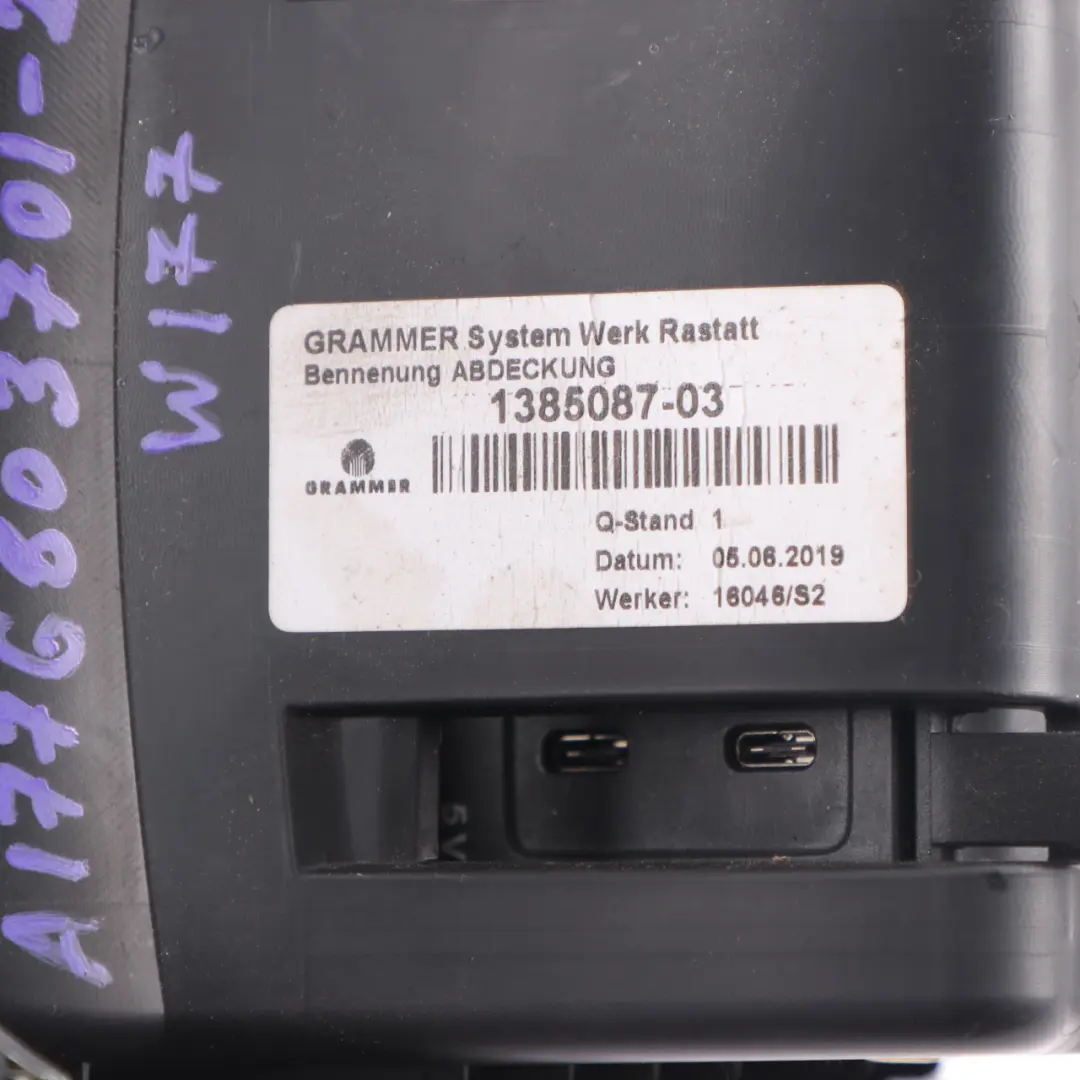 GRAMMER System Werk Rastatt
Bennenung ABDECKUNG
1385087-03
GRAMMER
Q-Stand 1
Datum: 05.06.2019
Werker: 16046/S2
5V
W177
A1776803701-